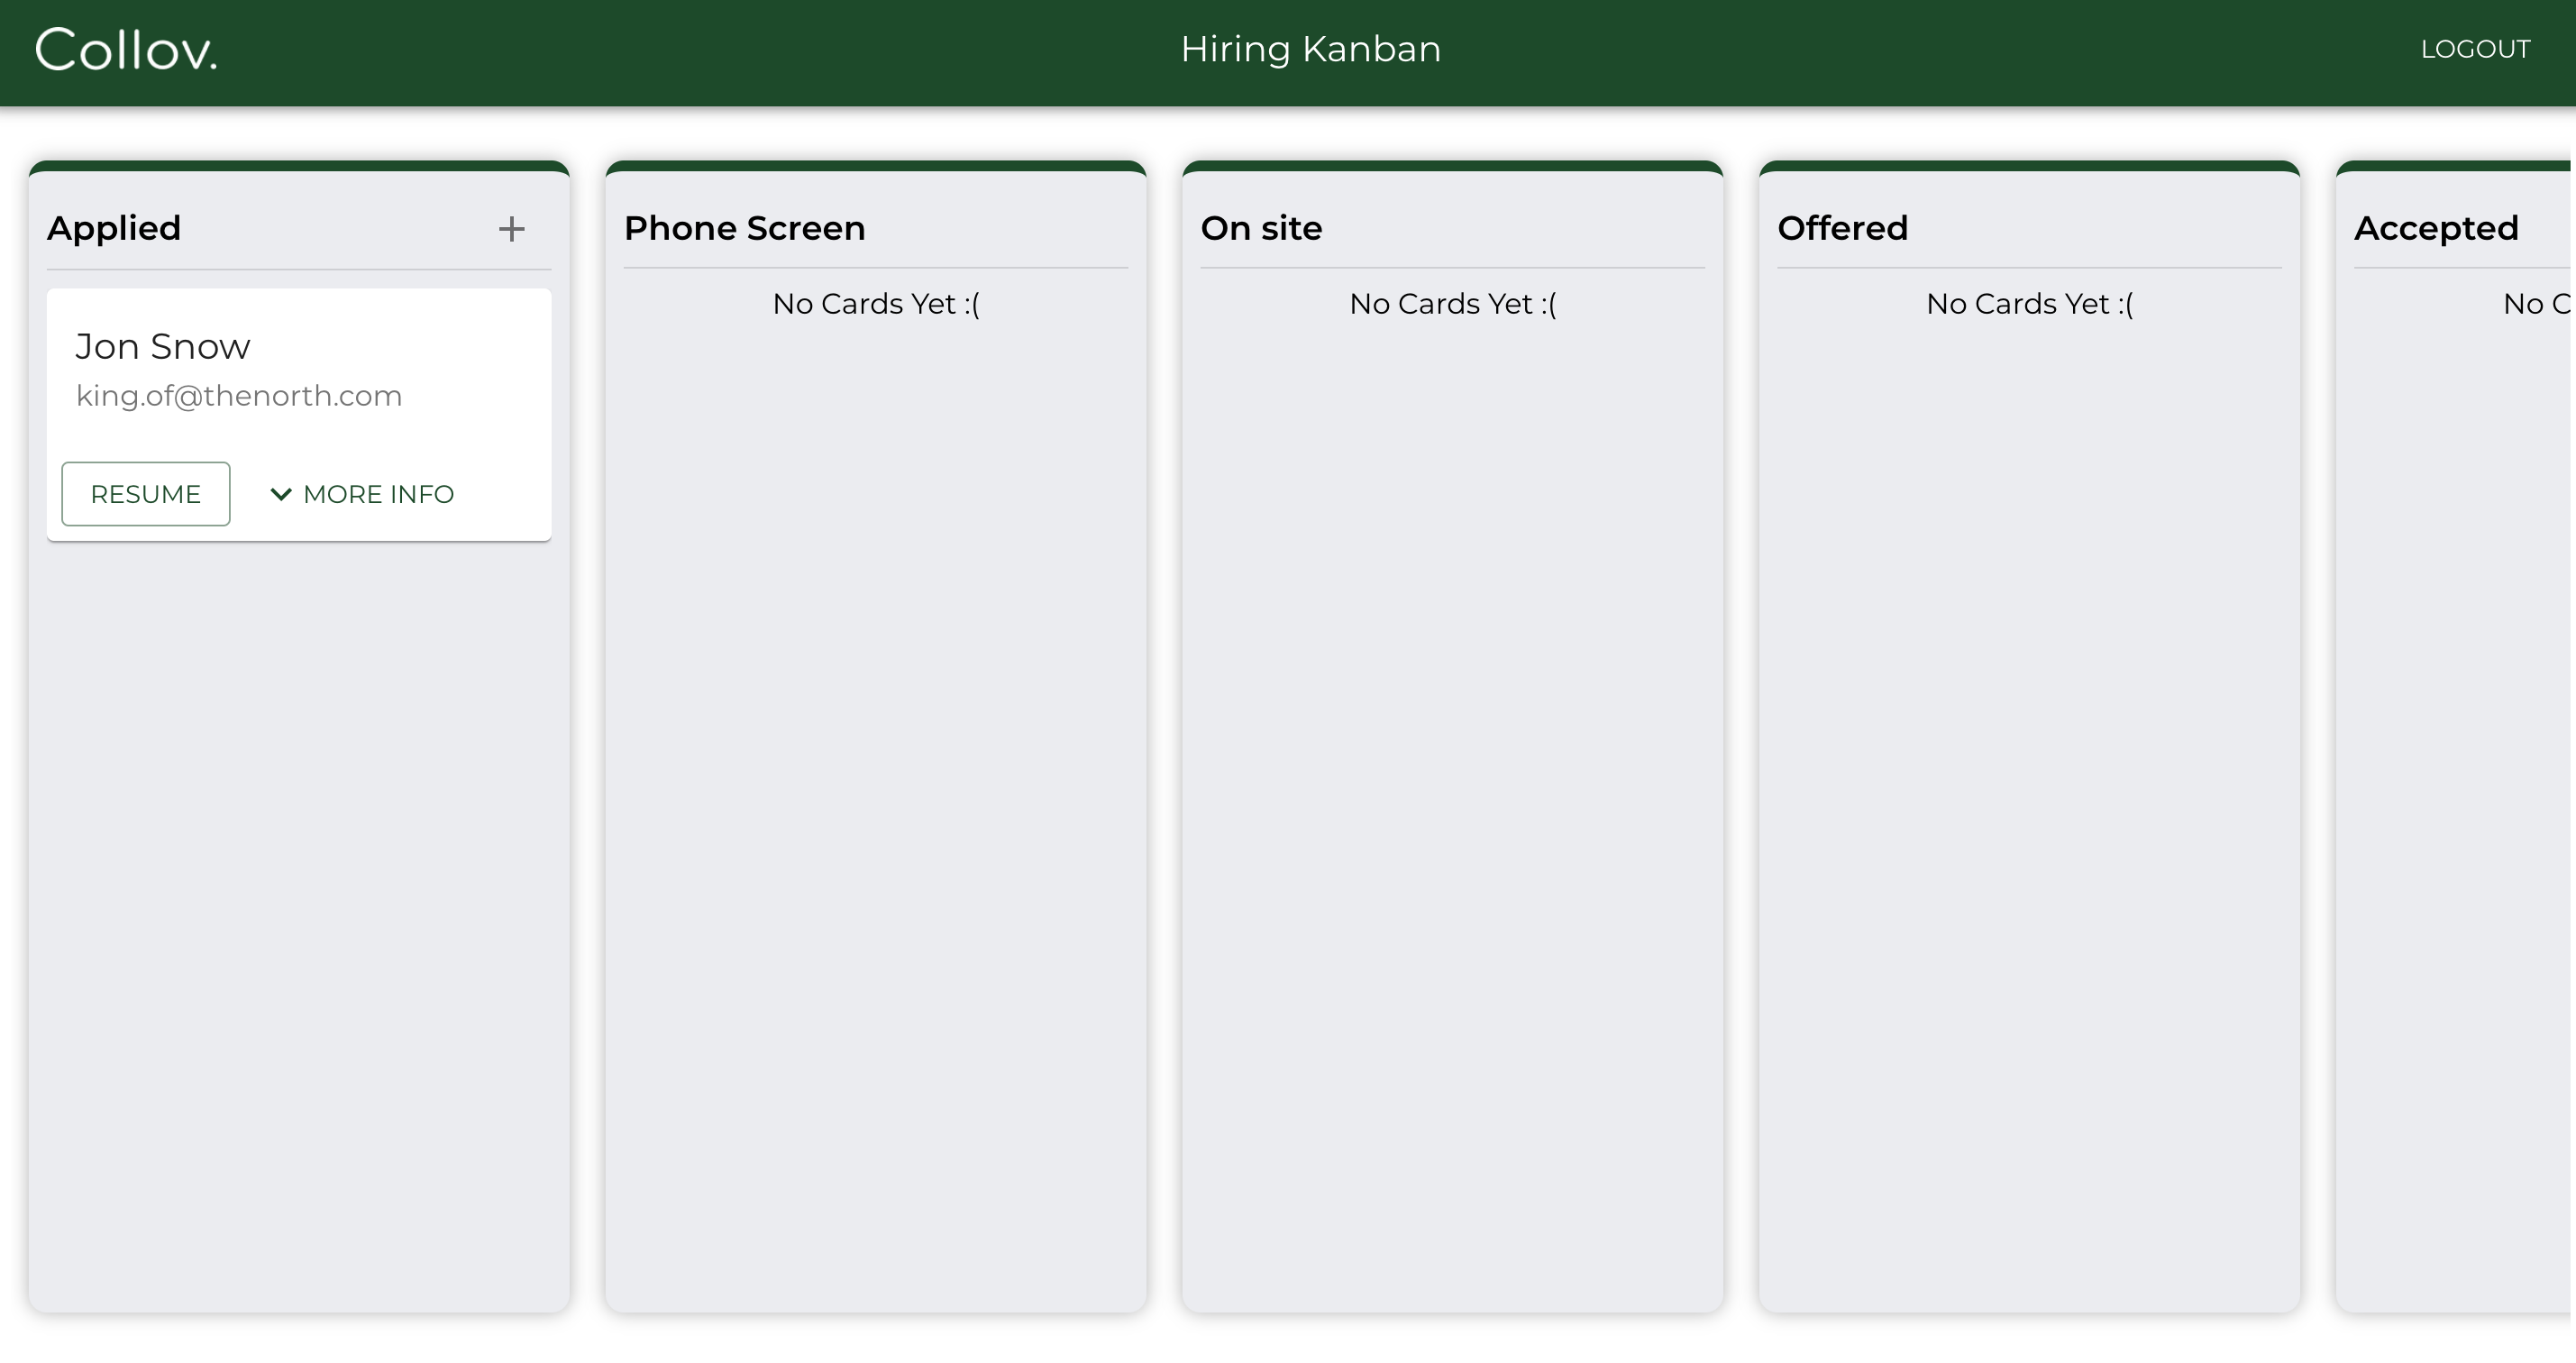 Collov.
Hiring Kanban
LOGOUT
Applied
Jon Snow
king.of@thenorth.com
RESUME
MORE INFO
Phone Screen
No Cards Yet :(
On site
No Cards Yet :(
Offered
No Cards Yet :(
Accepted
No C